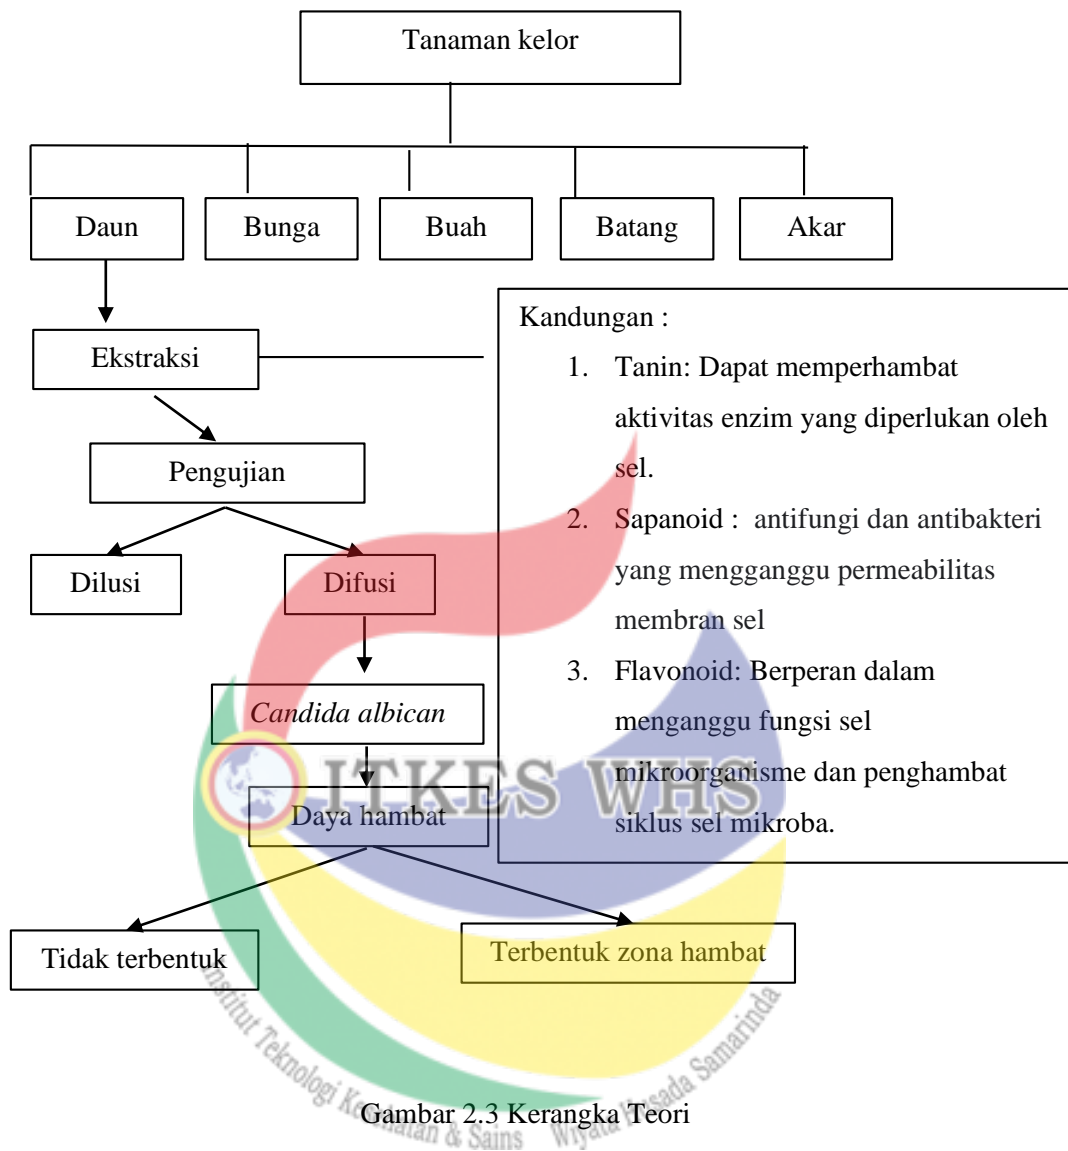 Tanaman kelor
Daun
Bunga
Buah
Batang
Akar
Ekstraksi
Kandungan :
1. Tanin: Dapat memperhambat
aktivitas enzim yang diperlukan oleh
sel.
2. Sapanoid : antifungi dan antibakteri
yang mengganggu permeabilitas
membran sel
3. Flavonoid: Berperan dalam
menganggu fungsi sel
mikroorganisme dan penghambat
siklus sel mikroba.
Pengujian
Dilusi
Difusi
Candida albican
ITKES WHS
Daya hambat
Tidak terbentuk
Terbentuk zona hambat
Institut Teknologi Kesehatan & Sains Wiyata Husada Samarinda
Gambar 2.3 Kerangka Teori